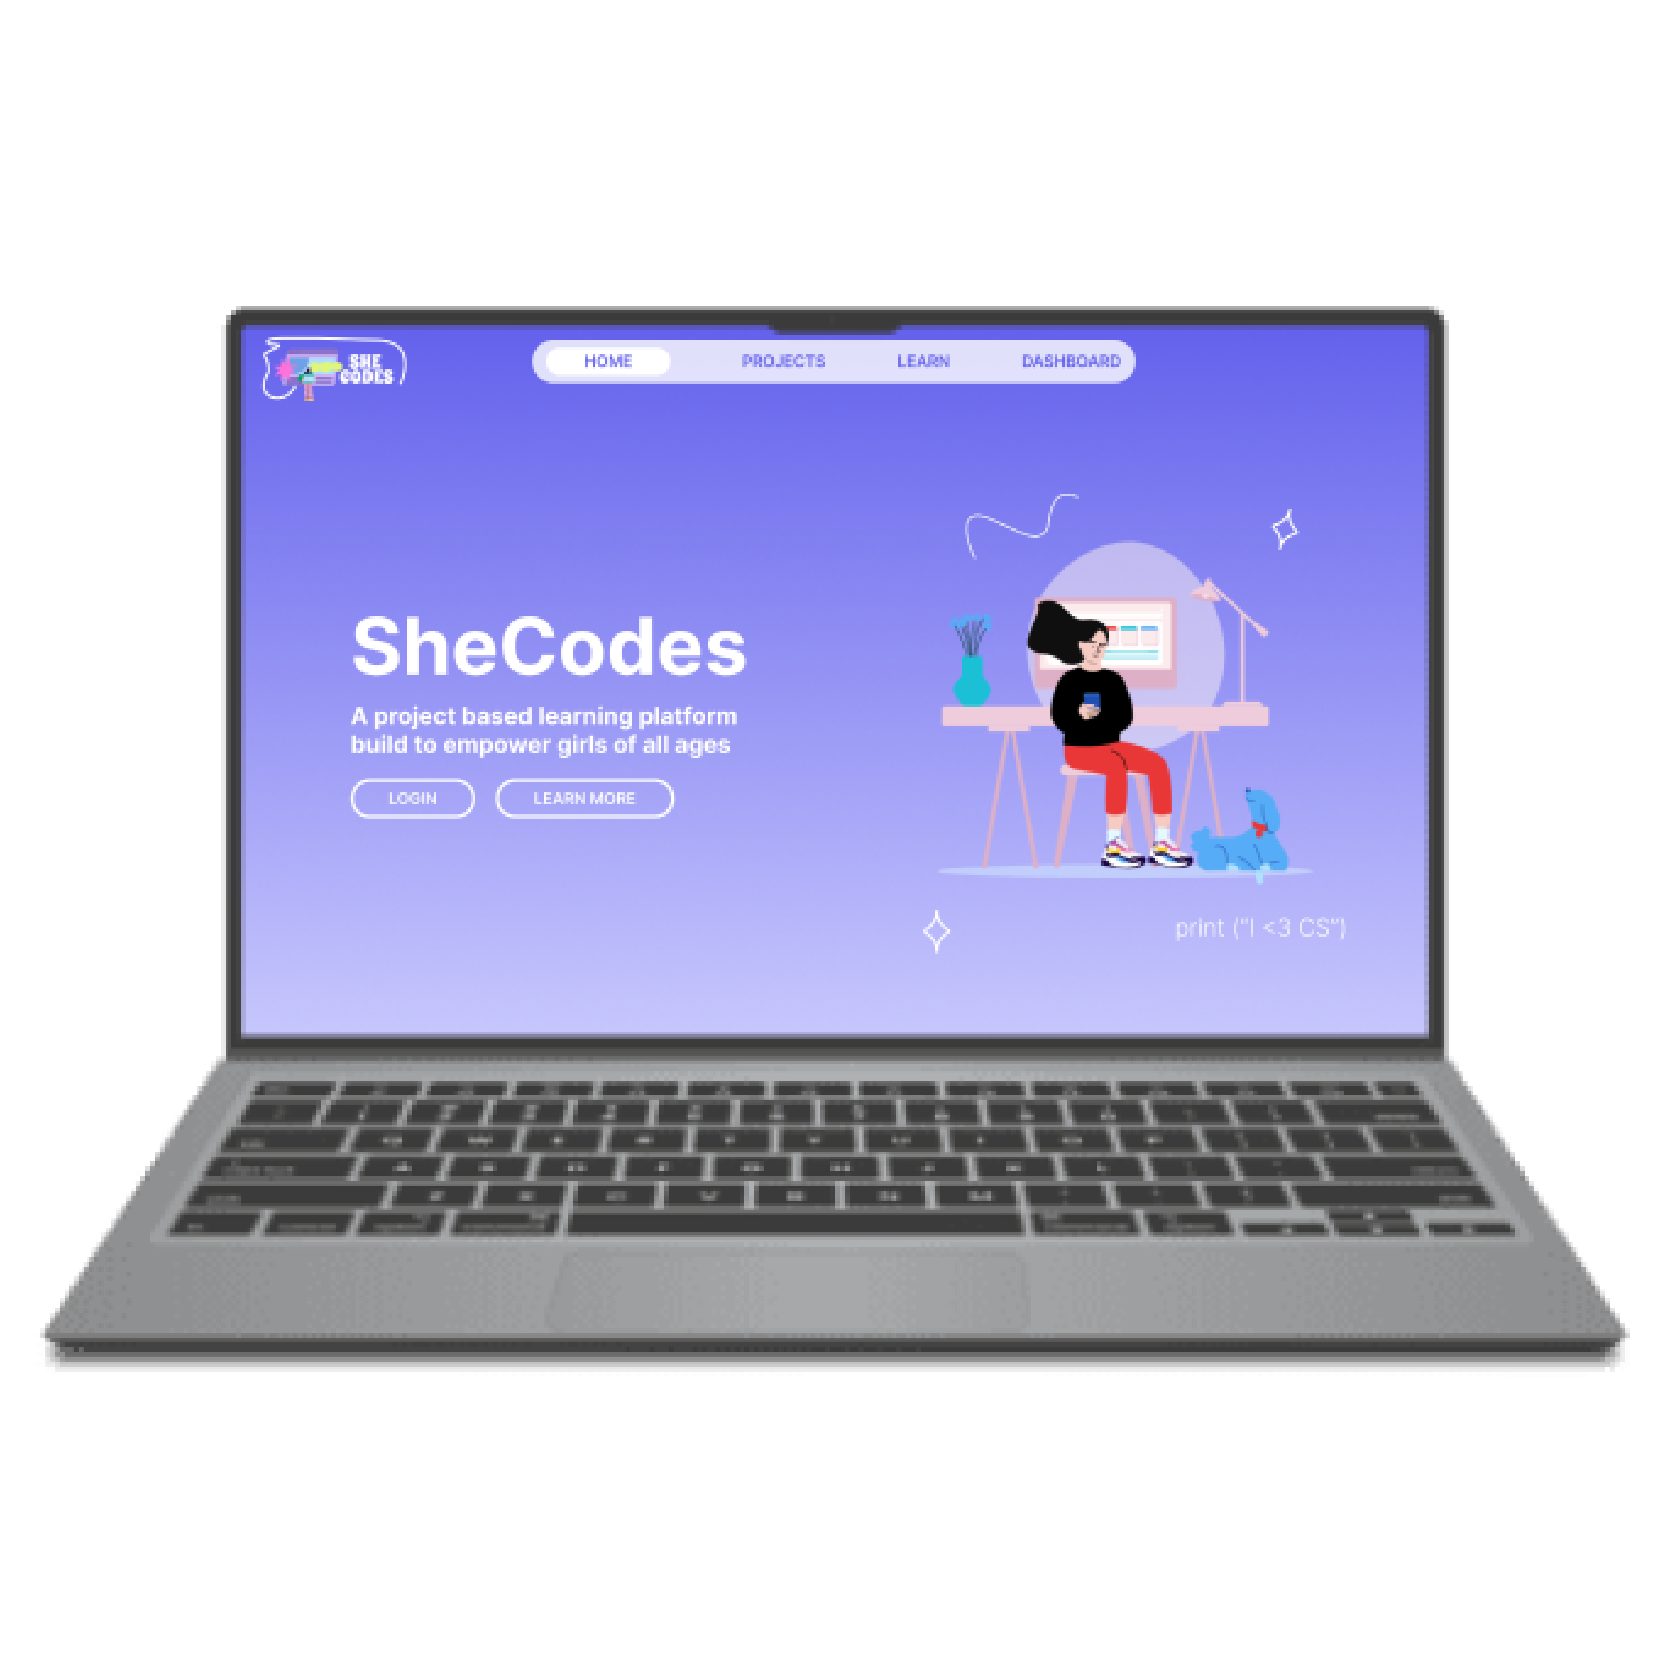 SHE
CODES
HOME PROJECTS LEARN DASHBOARD
SheCodes
A project based learning platform
build to empower girls of all ages
LOGIN LEARN MORE
print ("I <3 CS")